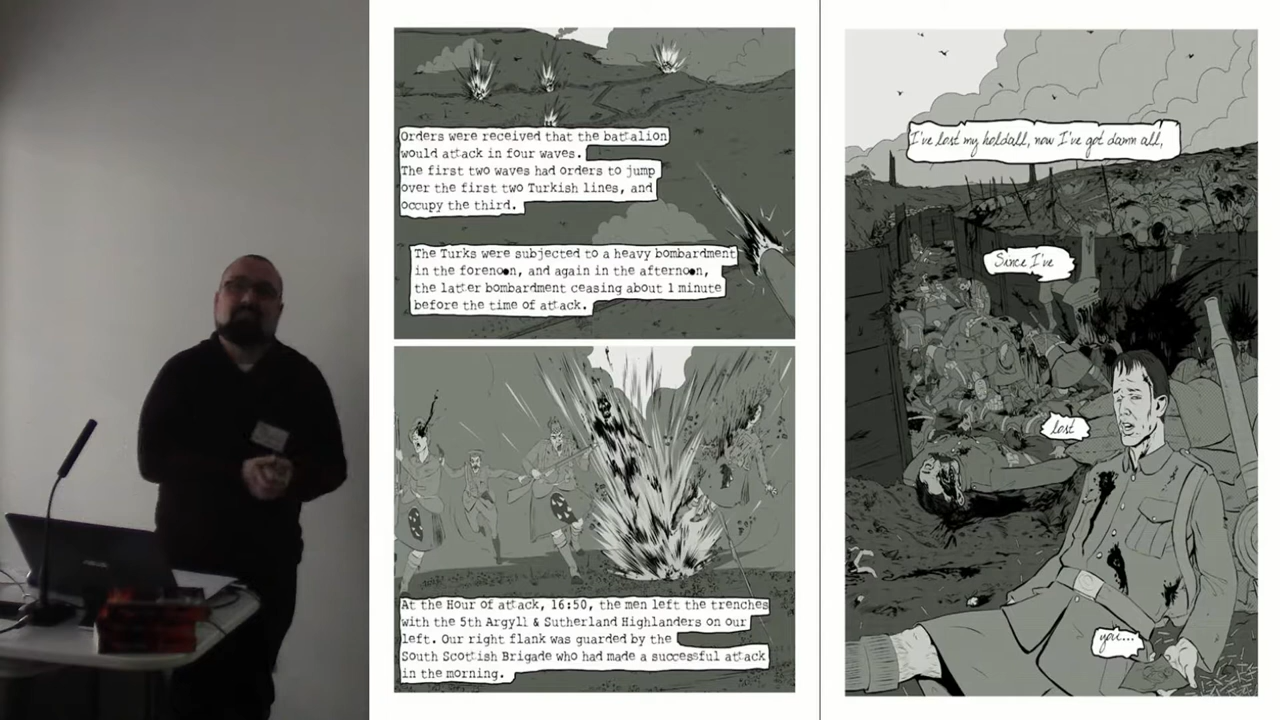 Orders were received that the battalion
would attack in four waves.
The first two waves had orders to jump
over the first two Turkish lines, and
occupy the third.
The Turks were subjected to a heavy bombardment
in the forenoon, and again in the afternoon,
the latter bombardment ceasing about 1 minute
before the time of attack.
At the Hour of attack, 16:50, the men left the trenches
with the 5th Argyll & Sutherland Highlanders on our
left. Our right flank was guarded by the
South Scottish Brigade who had made a successful attack
in the morning.
I've lost my holdall, now I've got damn all,
Since I've
lost
you...